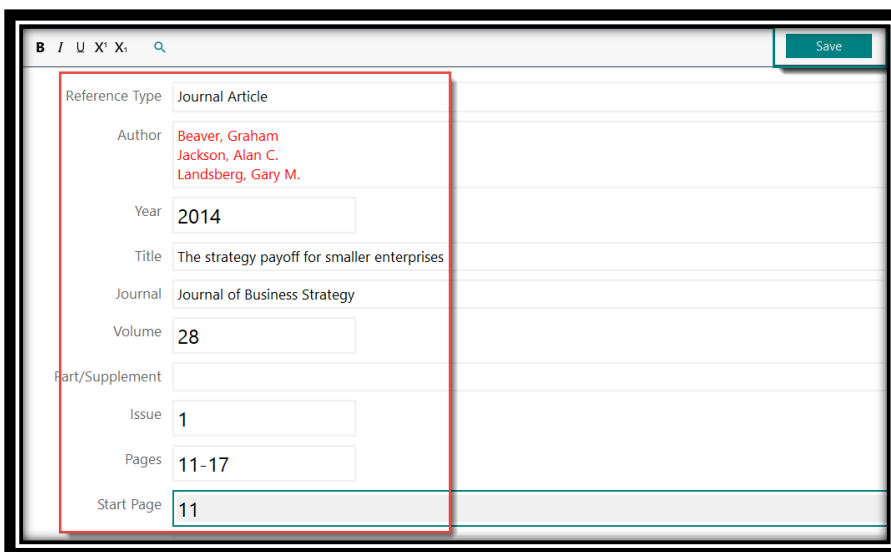 B I U X¹ X₁
Save
Reference Type Journal Article
Author Beaver, Graham
Jackson, Alan C.
Landsberg, Gary M.
Year 2014
Title The strategy payoff for smaller enterprises
Journal Journal of Business Strategy
Volume 28
Part/Supplement
Issue 1
Pages 11-17
Start Page 11